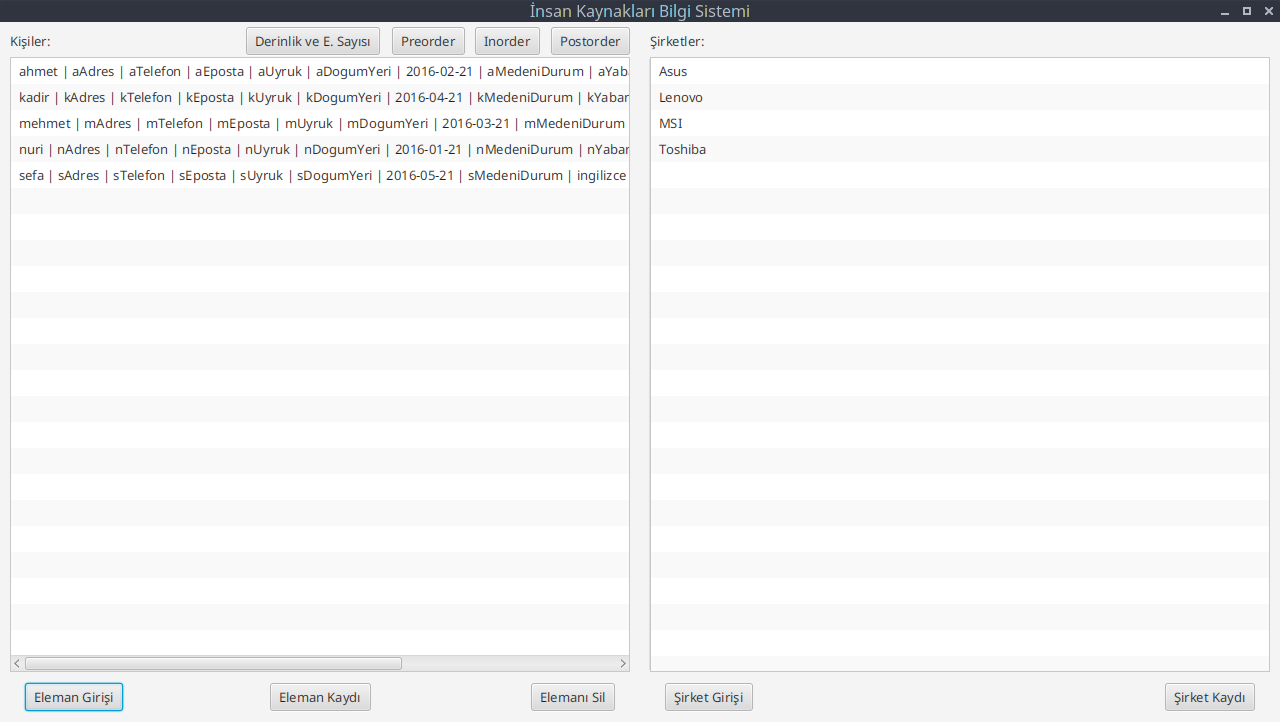 İnsan Kaynakları Bilgi Sistemi
Kişiler:
Derinlik ve E. Sayısı
Preorder
Inorder
Postorder
Şirketler:
ahmet | aAdres | aTelefon | aEposta | aUyruk | aDogumYeri | 2016-02-21 | aMedeniDurum | aYaba
kadir | kAdres | kTelefon | kEposta | kUyruk | kDogumYeri | 2016-04-21 | kMedeniDurum | kYabar
mehmet | mAdres | mTelefon | mEposta | mUyruk | mDogumYeri | 2016-03-21 | mMedeniDurum
nuri | nAdres | nTelefon | nEposta | nUyruk | nDogumYeri | 2016-01-21 | nMedeniDurum | nYabar
sefa | sAdres | sTelefon | sEposta | sUyruk | sDogumYeri | 2016-05-21 | sMedeniDurum | ingilizce
Asus
Lenovo
MSI
Toshiba
Eleman Girişi
Eleman Kaydı
Elemanı Sil
Şirket Girişi
Şirket Kaydı